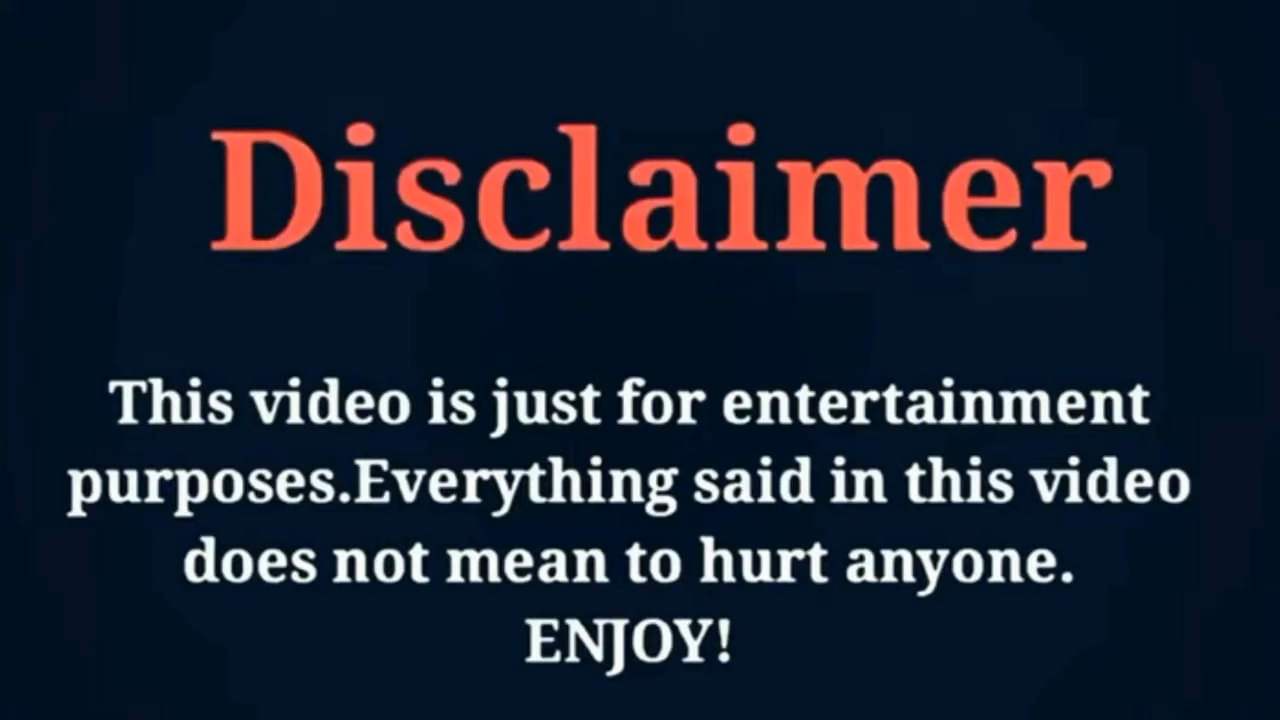 Disclaimer
This video is just for entertainment
purposes.Everything said in this video
does not mean to hurt anyone.
ENJOY!